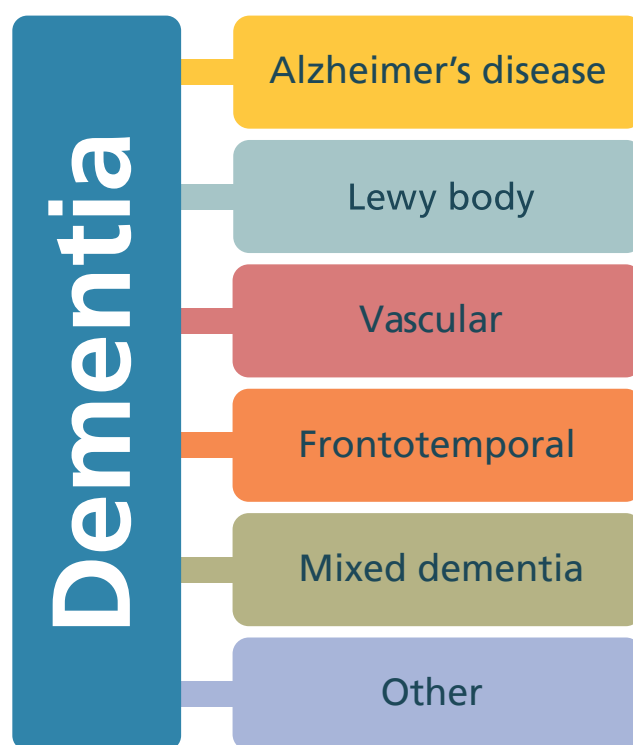 Dementia
Alzheimer’s disease
Lewy body
Vascular
Frontotemporal
Mixed dementia
Other